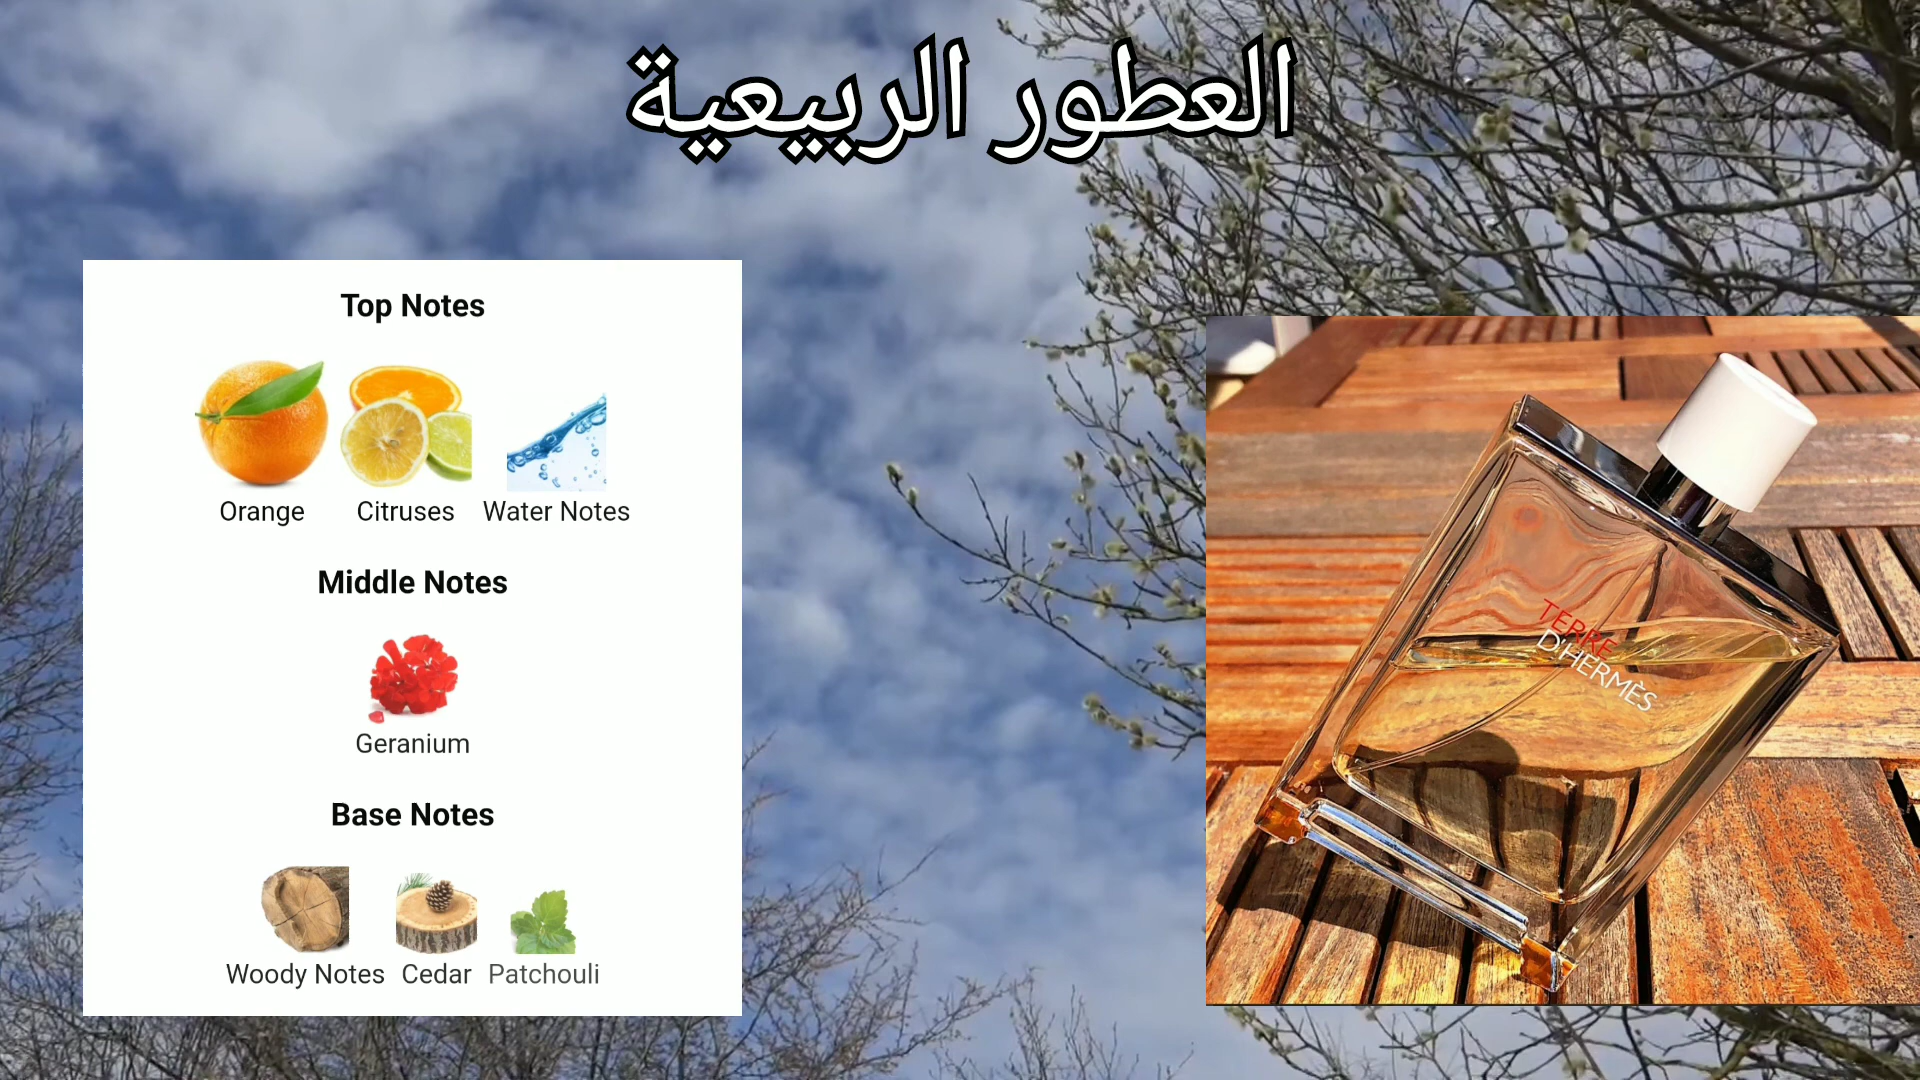 العطور الربيعية
Top Notes
Orange Citruses Water Notes
Middle Notes
Geranium
Base Notes
Woody Notes Cedar Patchouli
TERRE
D'HERMÈS